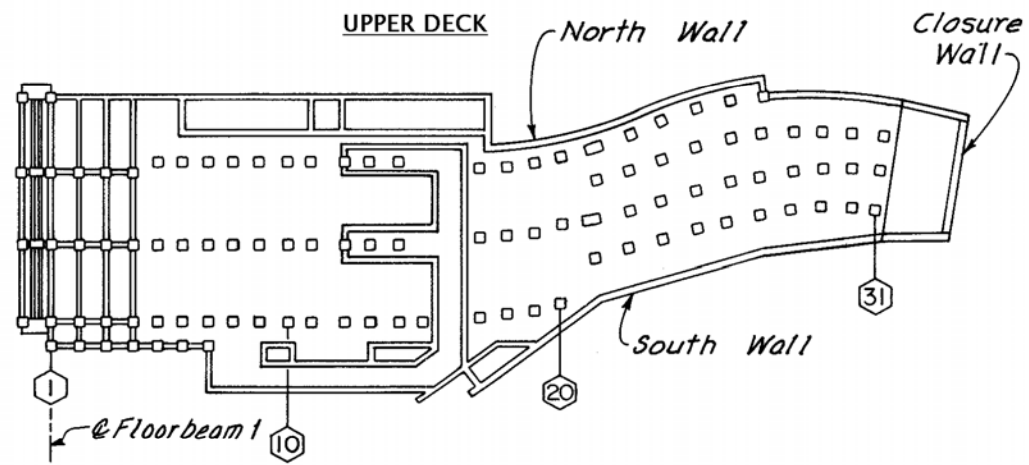 UPPER DECK
North Wall
Closure
Wall
31
South Wall
1
20
℄ Floorbeam 1
10